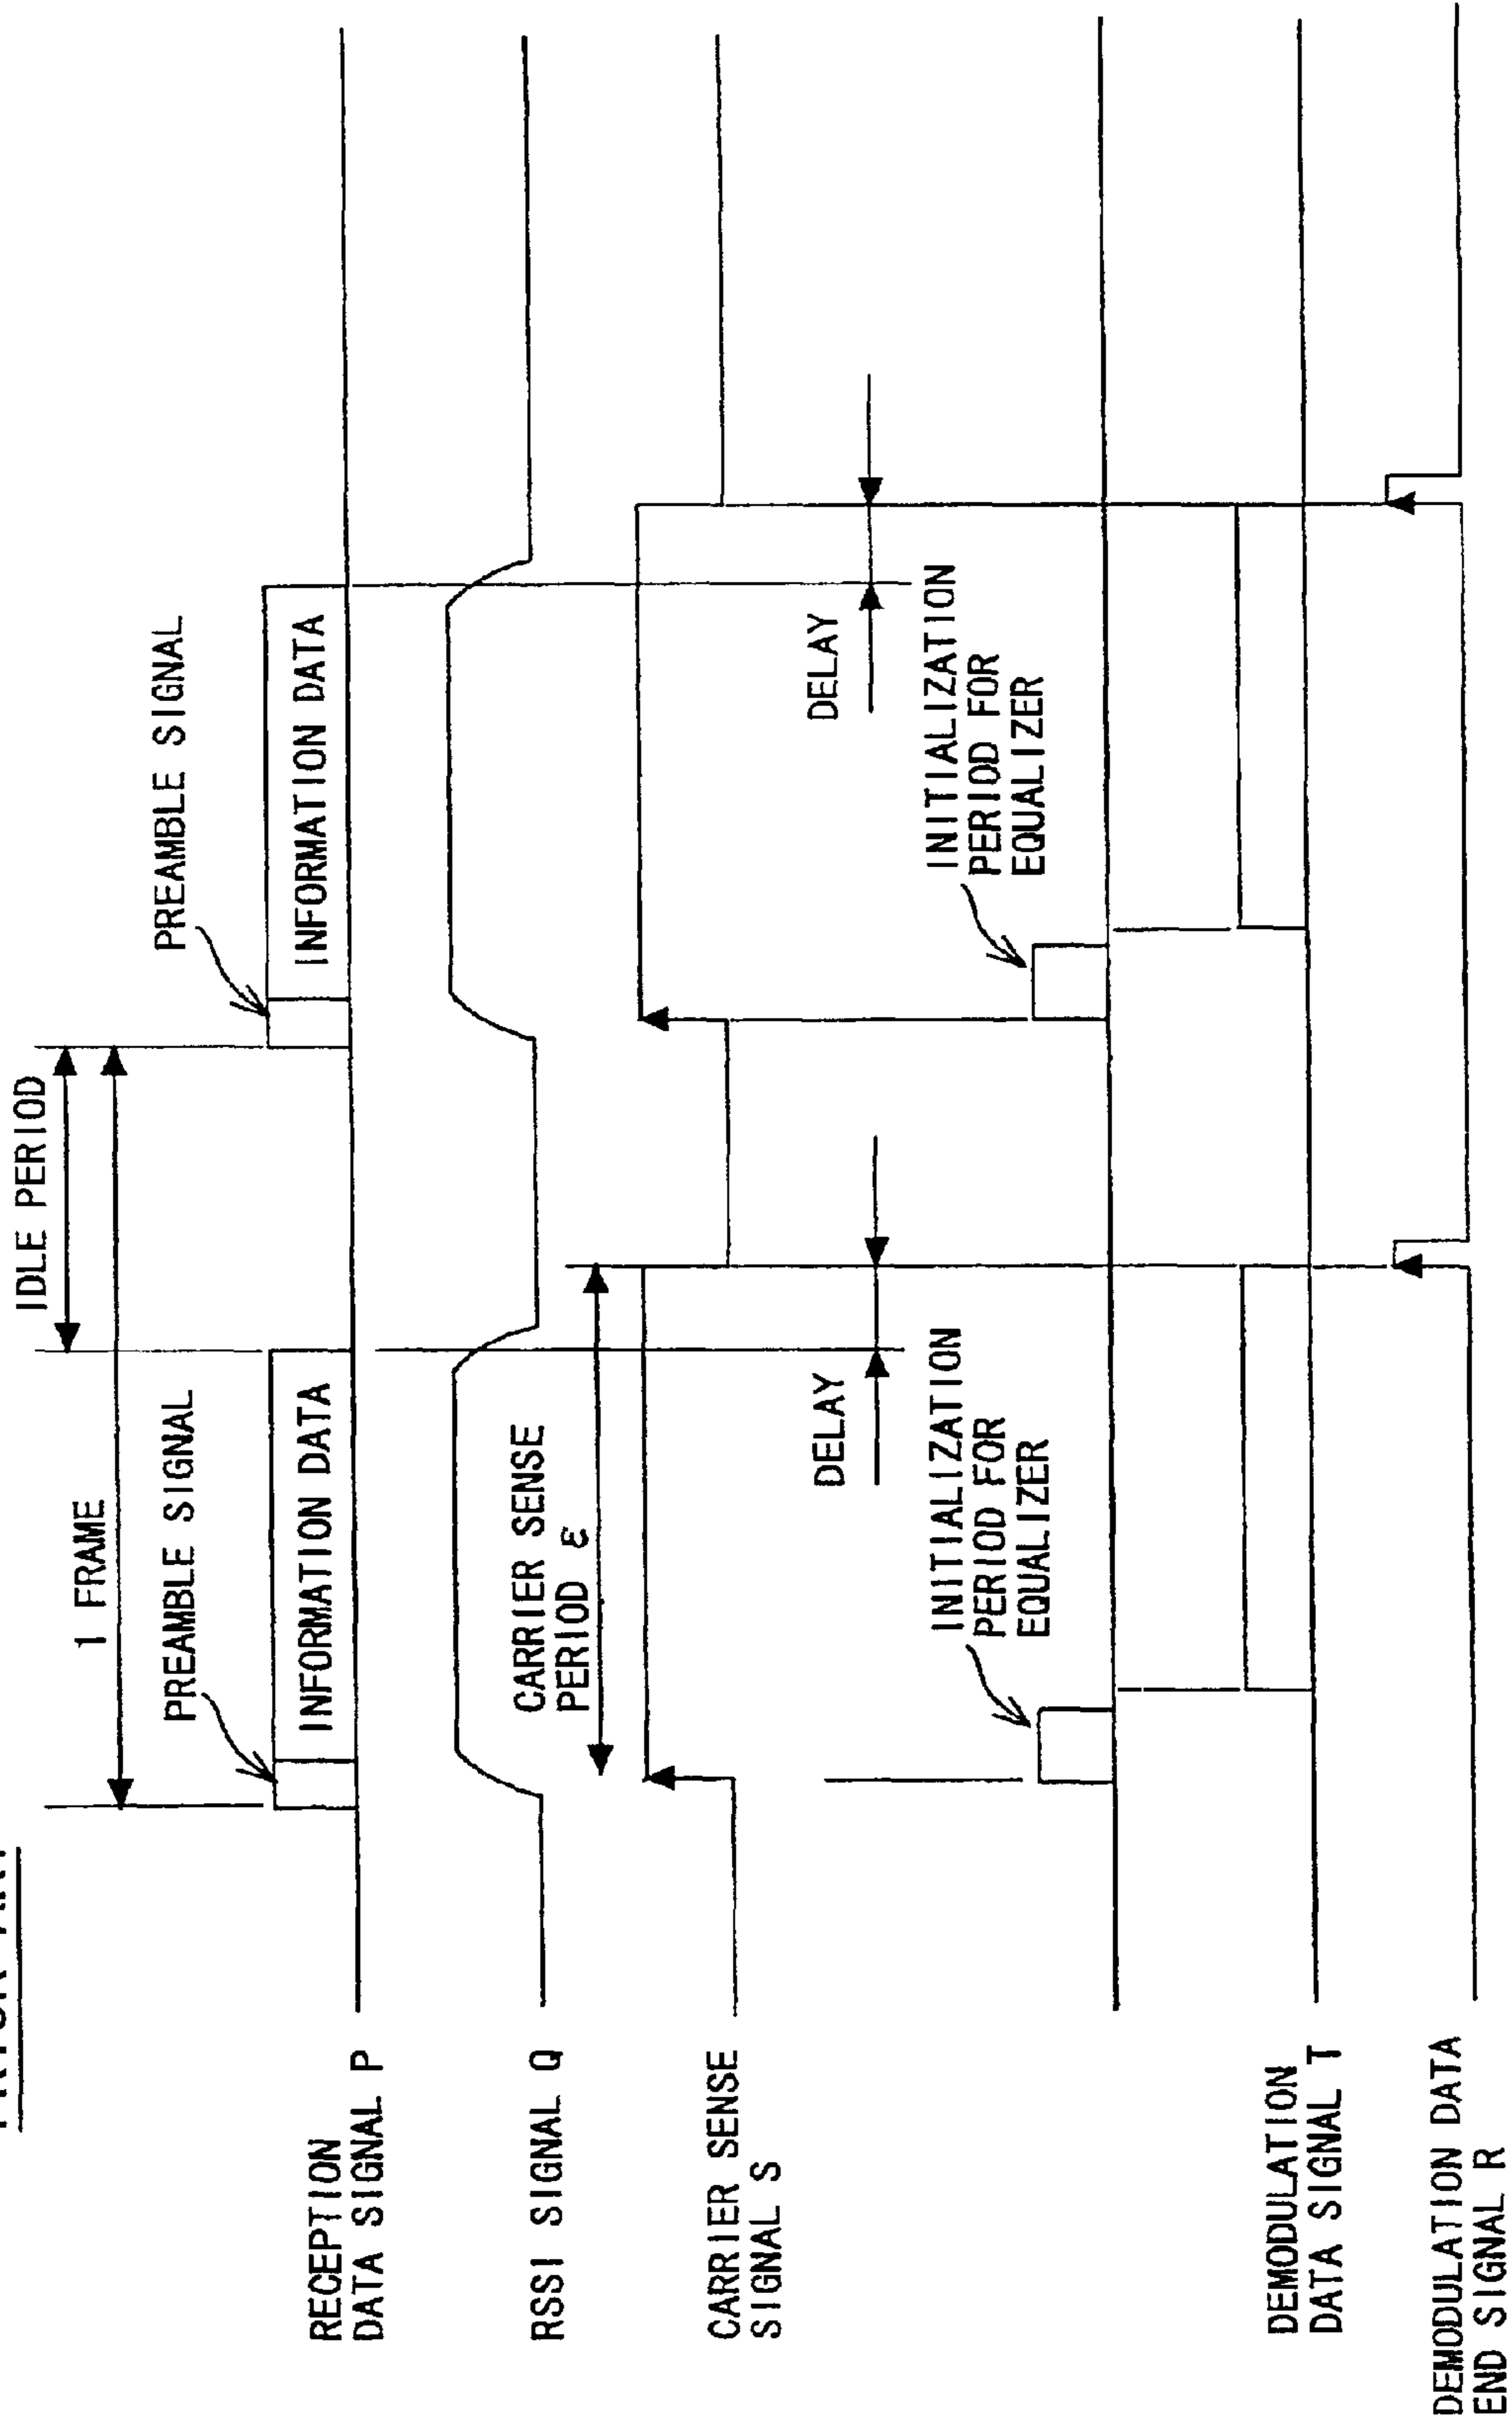 IDLE PERIOD
1 FRAME
PREAMBLE SIGNAL
PREAMBLE SIGNAL
RECEPTION
DATA SIGNAL P
INFORMATION DATA
INFORMATION DATA
RSSI SIGNAL Q
CARRIER SENSE
PERIOD ε
CARRIER SENSE
SIGNAL S
DELAY
DELAY
INITIALIZATION
PERIOD FOR
EQUALIZER
INITIALIZATION
PERIOD FOR
EQUALIZER
DEMODULATION
DATA SIGNAL T
DEMODULATION DATA
END SIGNAL R